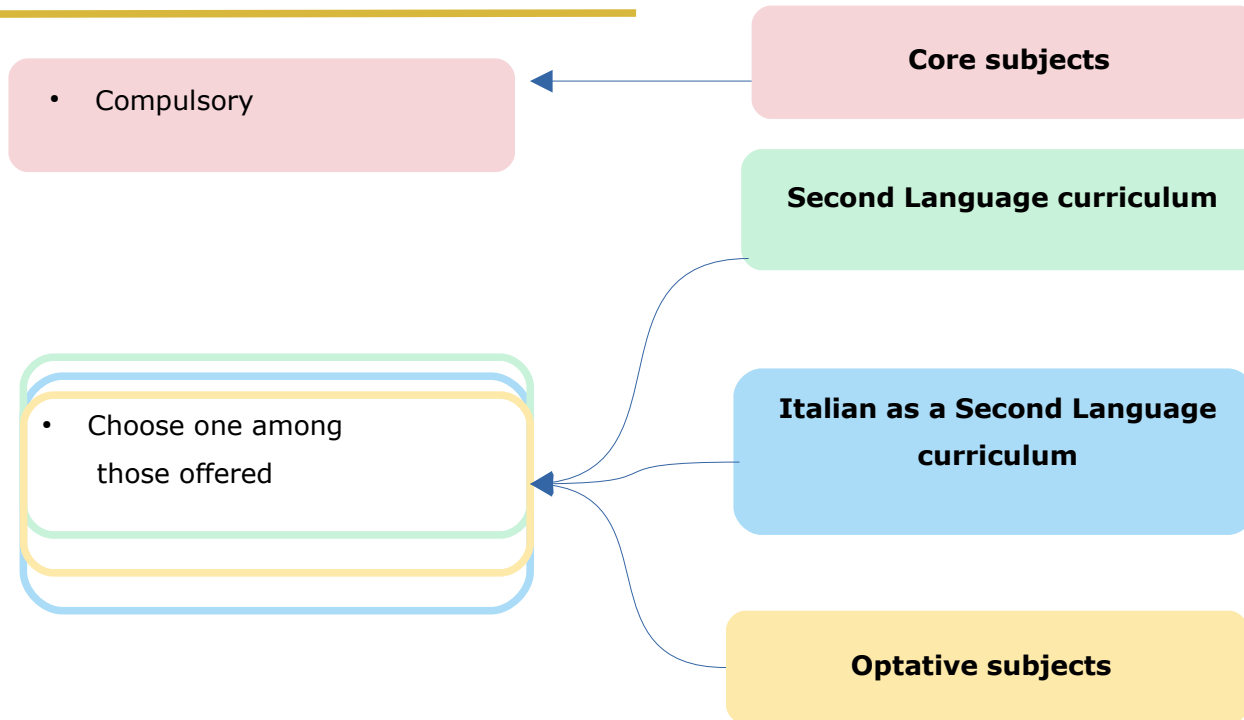 Core subjects
• Compulsory
Second Language curriculum
Italian as a Second Language
curriculum
• Choose one among
those offered
Optative subjects